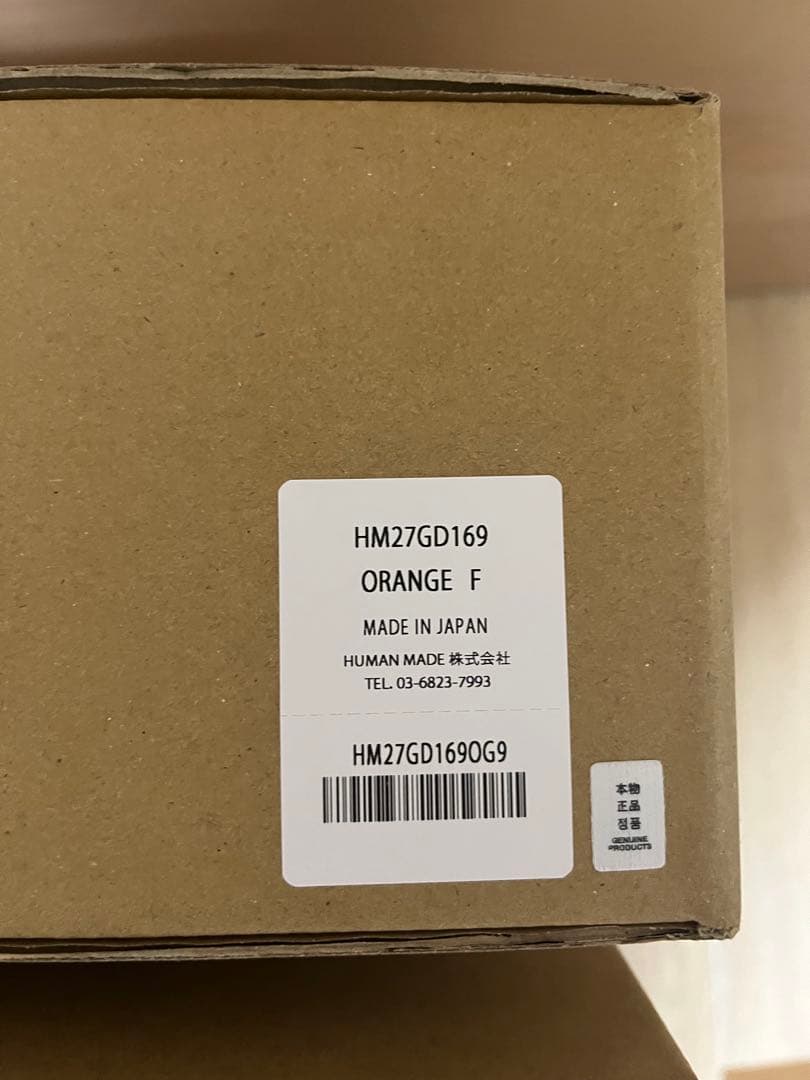 HM27GD169
ORANGE F
MADE IN JAPAN
HUMAN MADE 株式会社
TEL. 03-6823-7993
HM27GD169OG9
本物
正品
정품
GENUINE
PRODUCTS